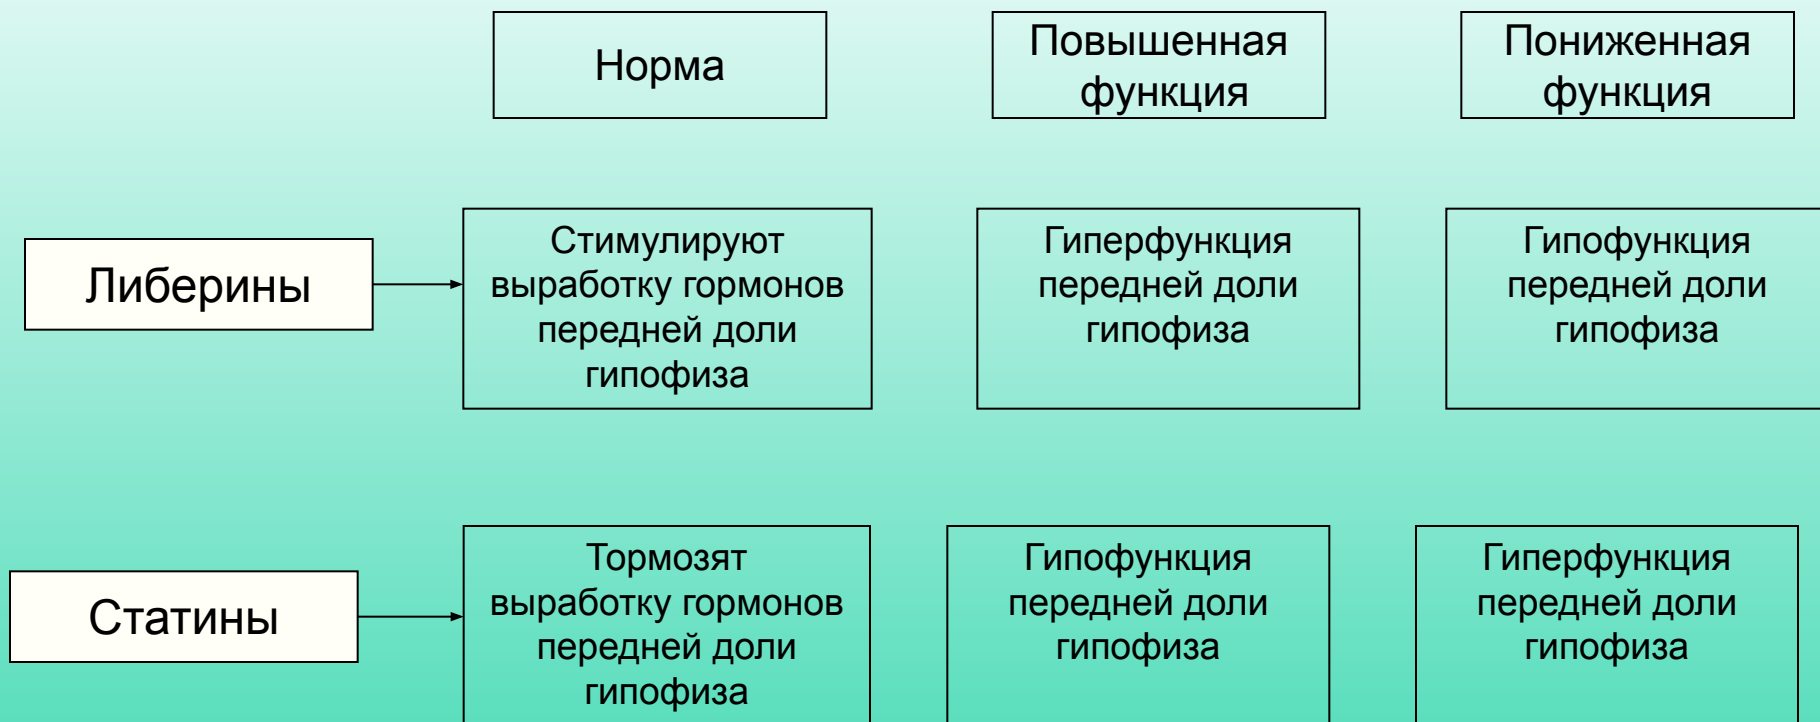 Норма
Повышенная
функция
Пониженная
функция
Либерины
Стимулируют
выработку гормонов
передней доли
гипофиза
Гиперфункция
передней доли
гипофиза
Гипофункция
передней доли
гипофиза
Статины
Тормозят
выработку гормонов
передней доли
гипофиза
Гипофункция
передней доли
гипофиза
Гиперфункция
передней доли
гипофиза